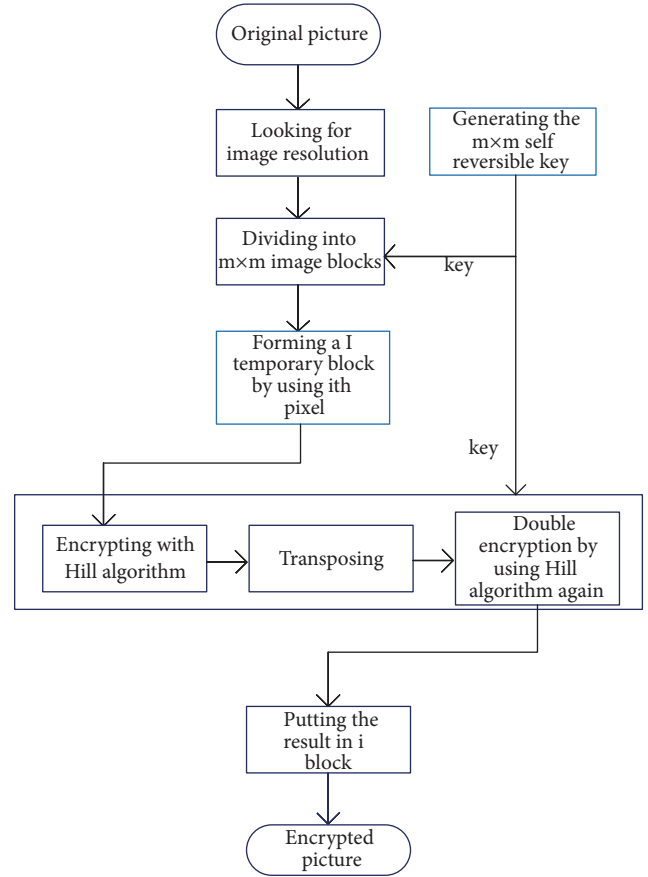 Original picture
Looking for
image resolution
Generating the
m×m self
reversible key
Dividing into
m×m image blocks
key
Forming a I
temporary block
by using ith
pixel
key
Encrypting with
Hill algorithm
Transposing
Double
encryption by
using Hill
algorithm again
Putting the
result in i
block
Encrypted
picture